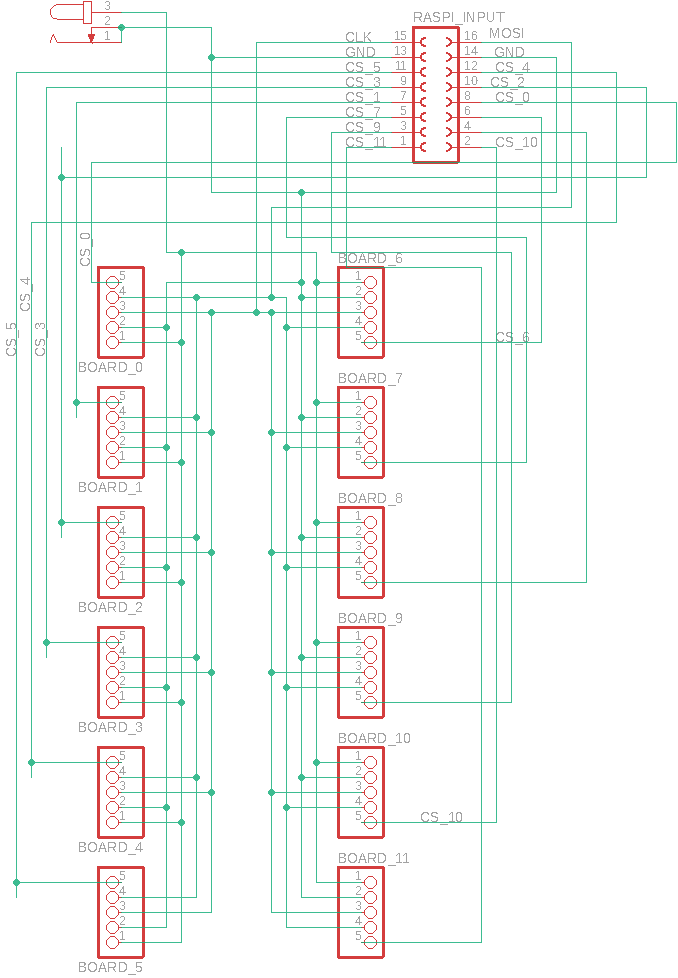 3
2
1
RASPI_INPUT
CLK 15 16 MOSI
GND 13 14 GND
CS_5 11 12 CS_4
CS_3 9 10 CS_2
CS_1 7 8 CS_0
CS_7 5 6
CS_9 3 4
CS_11 1 2 CS_10
CS_0
CS_4
CS_5
CS_3
5
4
3
2
1
BOARD_0
BOARD_6
1
2
3
4
5
CS_6
5
4
3
2
1
BOARD_1
BOARD_7
1
2
3
4
5
5
4
3
2
1
BOARD_2
BOARD_8
1
2
3
4
5
5
4
3
2
1
BOARD_3
BOARD_9
1
2
3
4
5
5
4
3
2
1
BOARD_4
BOARD_10
1
2
3
4
5
CS_10
5
4
3
2
1
BOARD_5
BOARD_11
1
2
3
4
5